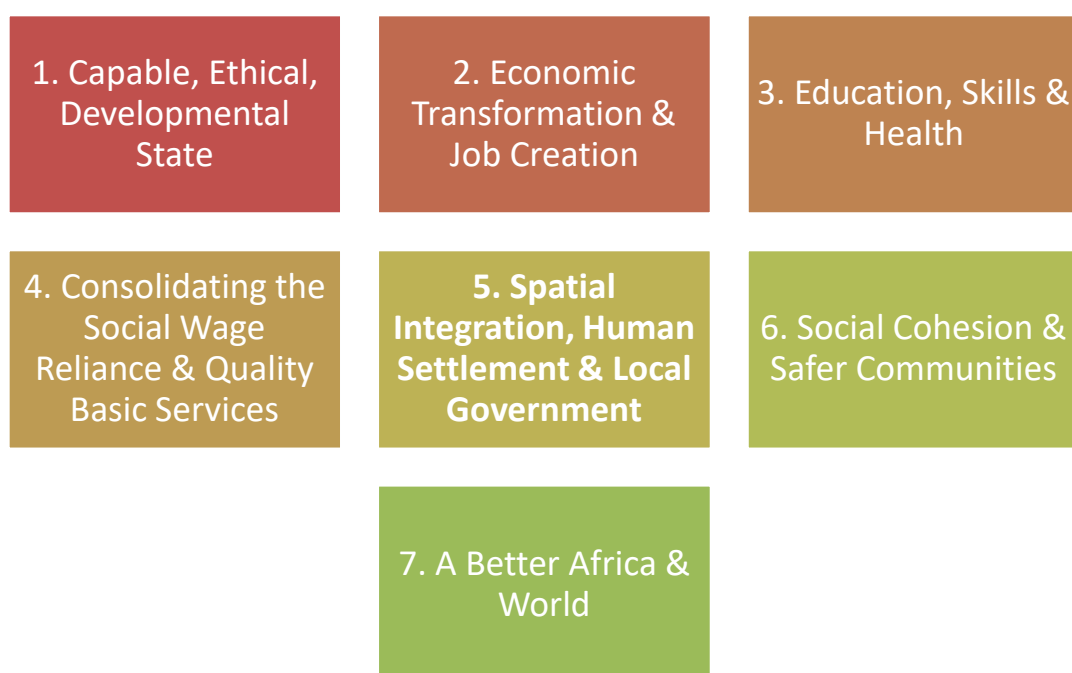 1. Capable, Ethical,
Developmental
State
2. Economic
Transformation &
Job Creation
3. Education, Skills &
Health
4. Consolidating the
Social Wage
Reliance & Quality
Basic Services
5. Spatial
Integration, Human
Settlement & Local
Government
6. Social Cohesion &
Safer Communities
7. A Better Africa &
World